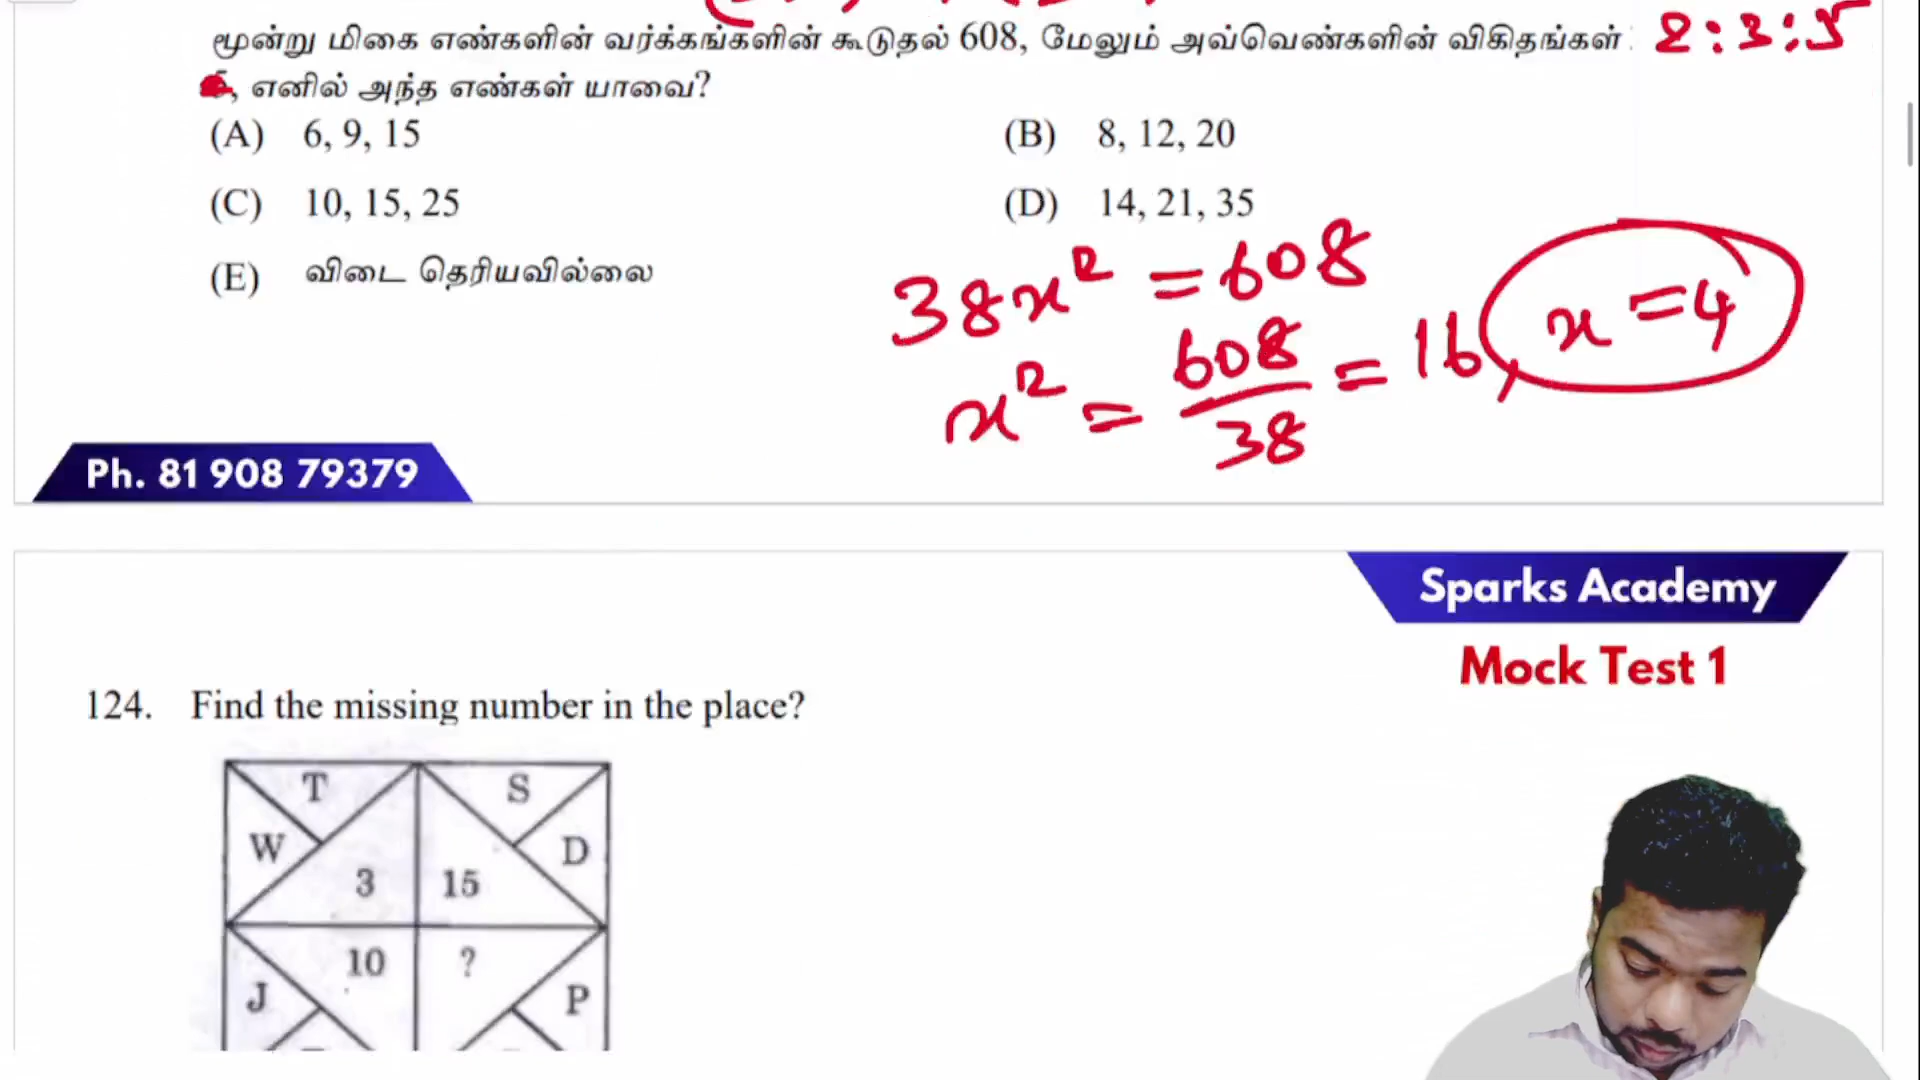 மூன்று மிகை எண்களின் வர்க்கங்களின் கூடுதல் 608, மேலும் அவ்வெண்களின் விகிதங்கள் 2:3:5
, எனில் அந்த எண்கள் யாவை?
(A) 6, 9, 15
(B) 8, 12, 20
(C) 10, 15, 25
(D) 14, 21, 35
(E) விடை தெரியவில்லை
38x² = 608
x² = 608/38 = 16, x = 4
Ph. 81 908 79379
Sparks Academy
Mock Test 1
124. Find the missing number in the place?
T S
W D
3 15
10 ?
J P